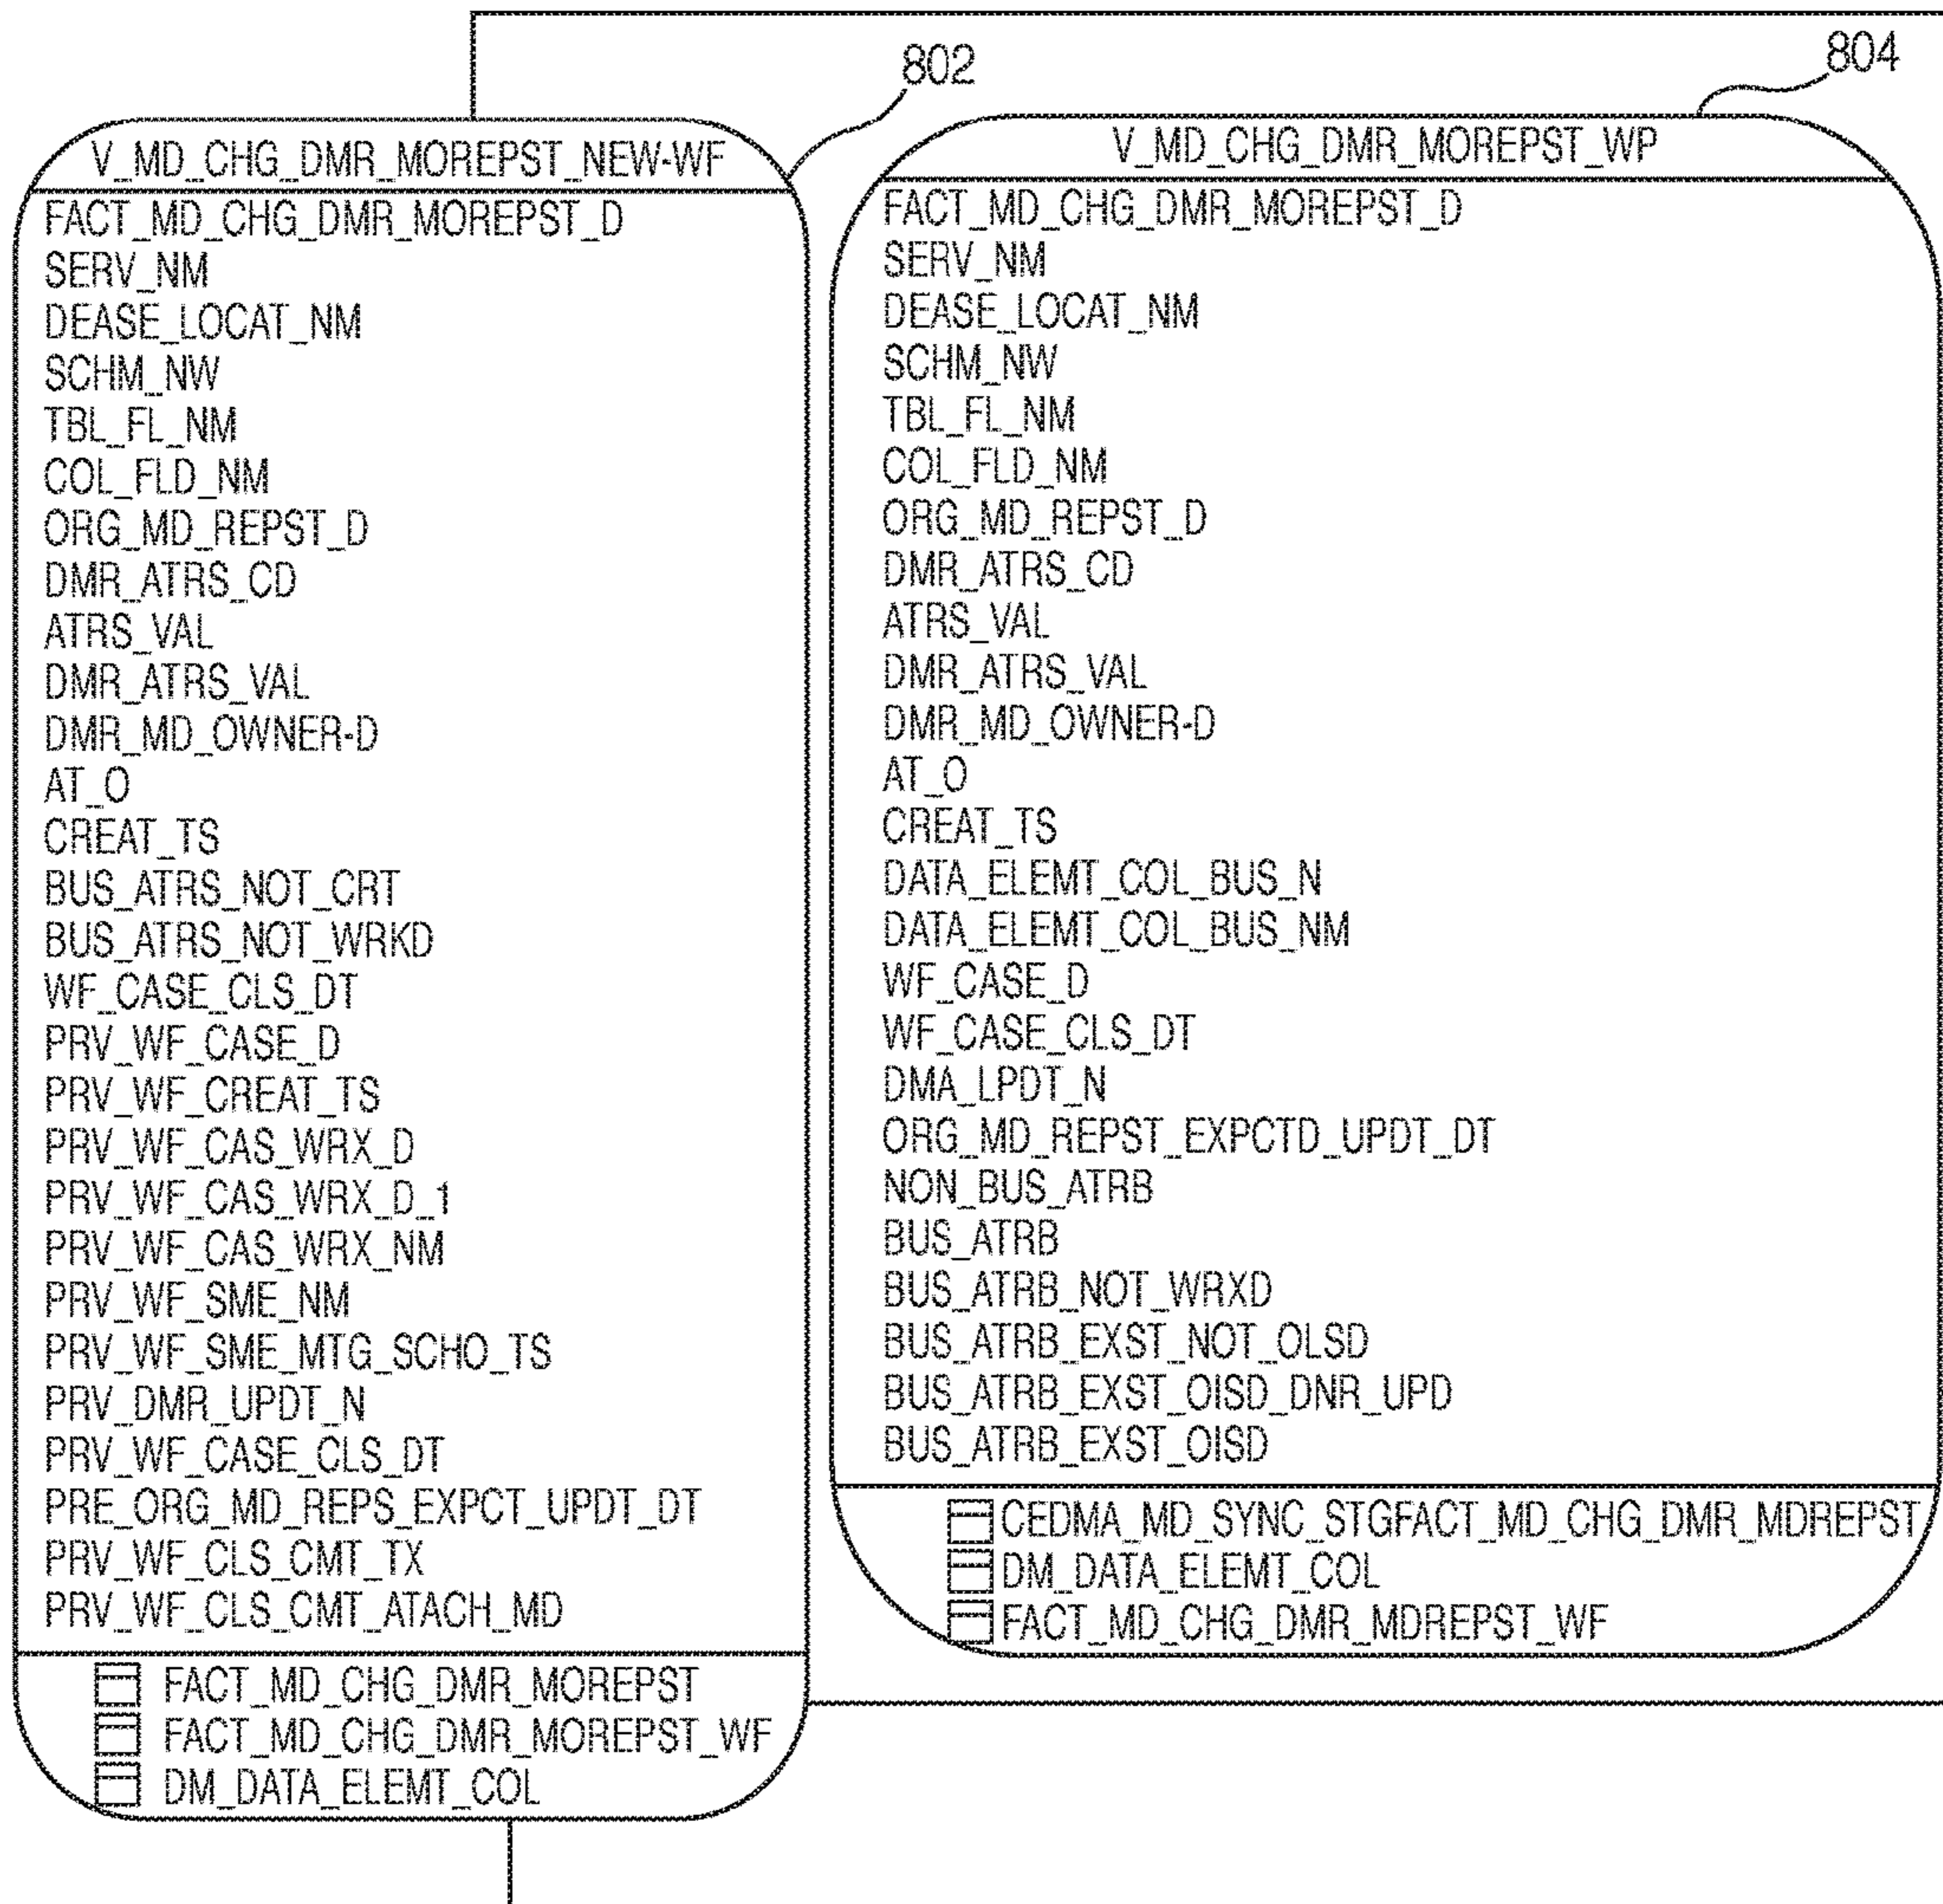 802
V_MD_CHG_DMR_MOREPST_NEW-WF
FACT_MD_CHG_DMR_MOREPST_D
SERV_NM
DEASE_LOCAT_NM
SCHM_NW
TBL_FL_NM
COL_FLD_NM
ORG_MD_REPST_D
DMR_ATRS_CD
ATRS_VAL
DMR_ATRS_VAL
DMR_MD_OWNER-D
AT_O
CREAT_TS
BUS_ATRS_NOT_CRT
BUS_ATRS_NOT_WRKD
WF_CASE_CLS_DT
PRV_WF_CASE_D
PRV_WF_CREAT_TS
PRV_WF_CAS_WRX_D
PRV_WF_CAS_WRX_D_1
PRV_WF_CAS_WRX_NM
PRV_WF_SME_NM
PRV_WF_SME_MTG_SCHO_TS
PRV_DMR_UPDT_N
PRV_WF_CASE_CLS_DT
PRE_ORG_MD_REPS_EXPCT_UPDT_DT
PRV_WF_CLS_CMT_TX
PRV_WF_CLS_CMT_ATACH_MD
FACT_MD_CHG_DMR_MOREPST
FACT_MD_CHG_DMR_MOREPST_WF
DM_DATA_ELEMT_COL
804
V_MD_CHG_DMR_MOREPST_WP
FACT_MD_CHG_DMR_MOREPST_D
SERV_NM
DEASE_LOCAT_NM
SCHM_NW
TBL_FL_NM
COL_FLD_NM
ORG_MD_REPST_D
DMR_ATRS_CD
ATRS_VAL
DMR_ATRS_VAL
DMR_MD_OWNER-D
AT_O
CREAT_TS
DATA_ELEMT_COL_BUS_N
DATA_ELEMT_COL_BUS_NM
WF_CASE_D
WF_CASE_CLS_DT
DMA_LPDT_N
ORG_MD_REPST_EXPCTD_UPDT_DT
NON_BUS_ATRB
BUS_ATRB
BUS_ATRB_NOT_WRXD
BUS_ATRB_EXST_NOT_OLSD
BUS_ATRB_EXST_OISD_DNR_UPD
BUS_ATRB_EXST_OISD
CEDMA_MD_SYNC_STGFACT_MD_CHG_DMR_MDREPST
DM_DATA_ELEMT_COL
FACT_MD_CHG_DMR_MDREPST_WF